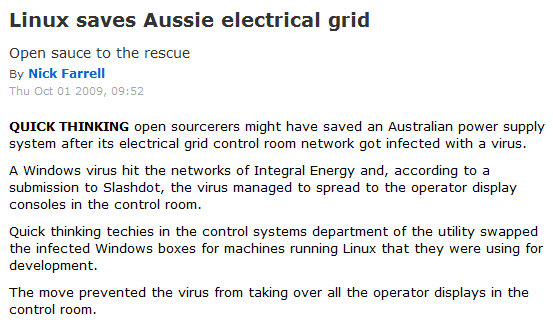 Linux saves Aussie electrical grid
Open sauce to the rescue
By Nick Farrell
Thu Oct 01 2009, 09:52
QUICK THINKING open sourcerers might have saved an Australian power supply
system after its electrical grid control room network got infected with a virus.
A Windows virus hit the networks of Integral Energy and, according to a
submission to Slashdot, the virus managed to spread to the operator display
consoles in the control room.
Quick thinking techies in the control systems department of the utility swapped
the infected Windows boxes for machines running Linux that they were using for
development.
The move prevented the virus from taking over all the operator displays in the
control room.